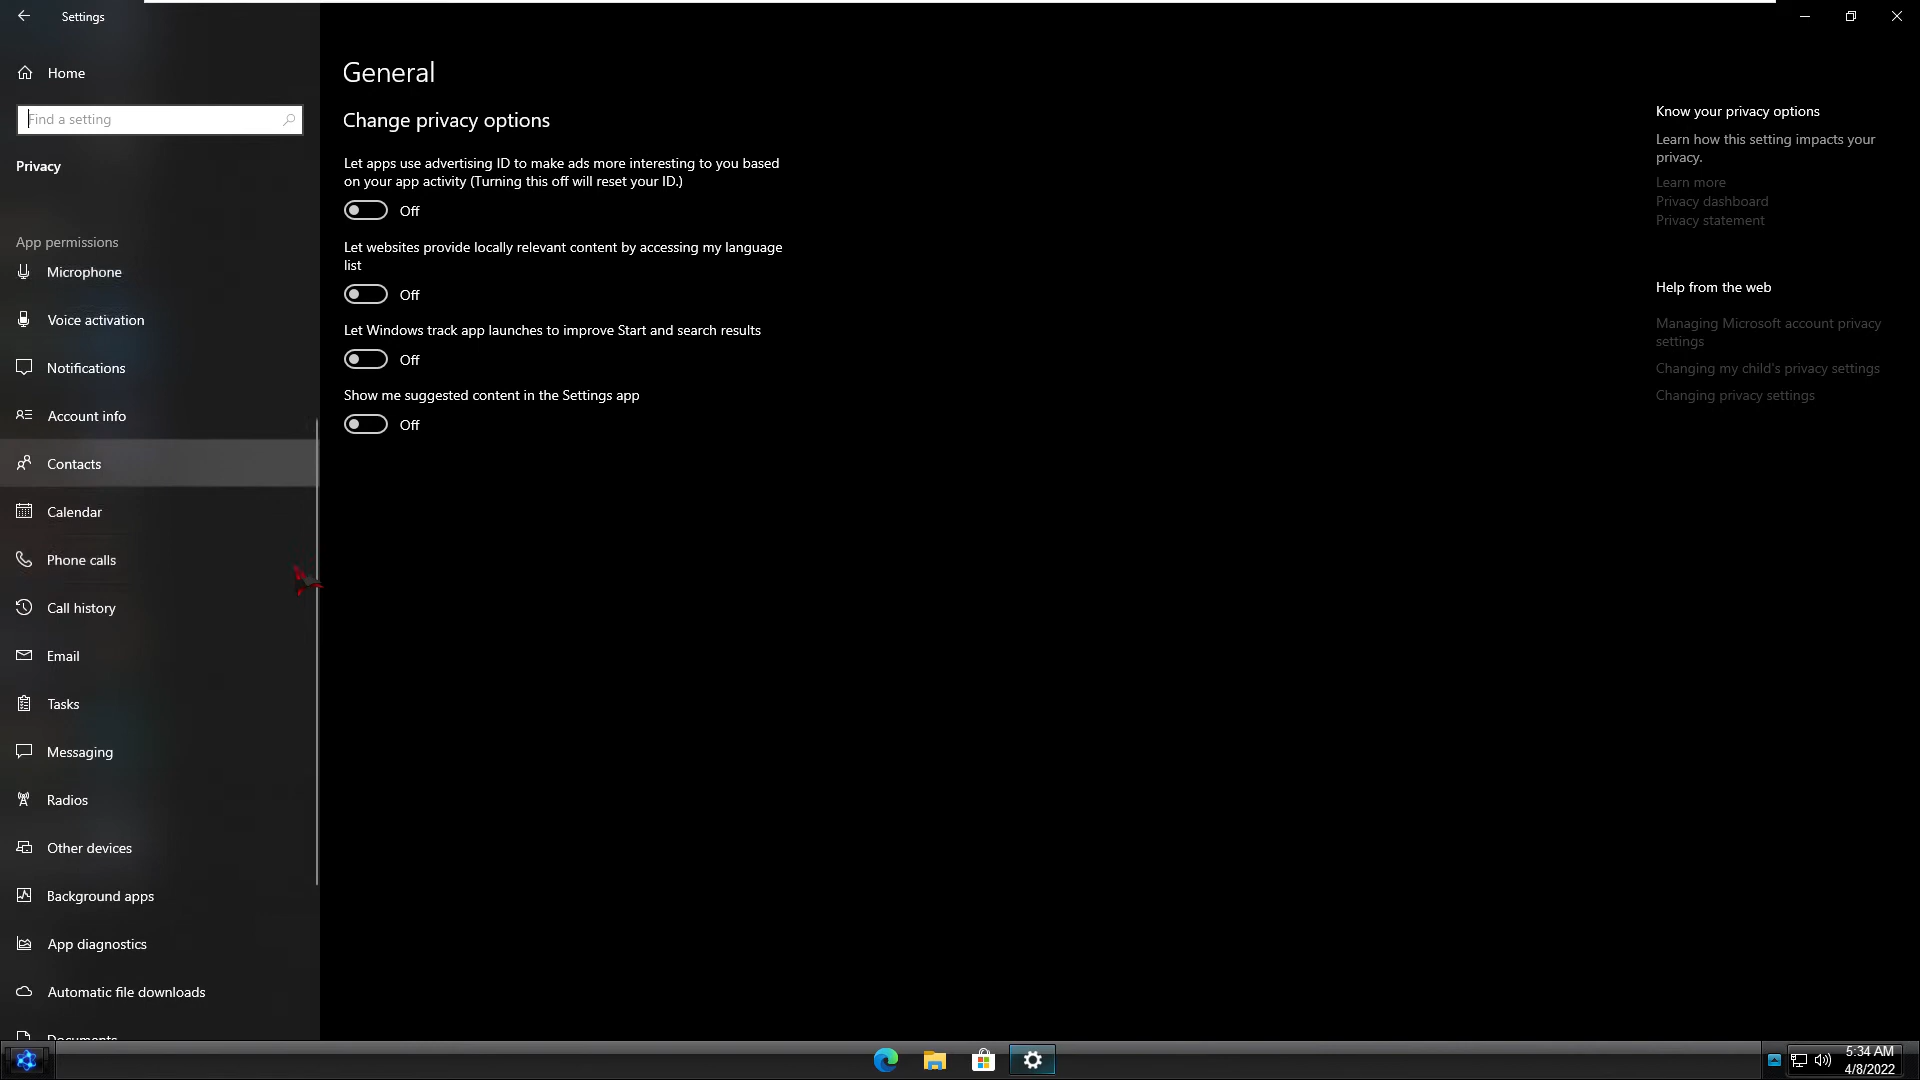 Settings
Home
Find a setting
Privacy
App permissions
Microphone
Voice activation
Notifications
Account info
Contacts
Calendar
Phone calls
Call history
Email
Tasks
Messaging
Radios
Other devices
Background apps
App diagnostics
Automatic file downloads
Documents
General
Change privacy options
Let apps use advertising ID to make ads more interesting to you based
on your app activity (Turning this off will reset your ID.)
Off
Let websites provide locally relevant content by accessing my language
list
Off
Let Windows track app launches to improve Start and search results
Off
Show me suggested content in the Settings app
Off
Know your privacy options
Learn how this setting impacts your
privacy.
Learn more
Privacy dashboard
Privacy statement
Help from the web
Managing Microsoft account privacy
settings
Changing my child's privacy settings
Changing privacy settings
5:34 AM
4/8/2022